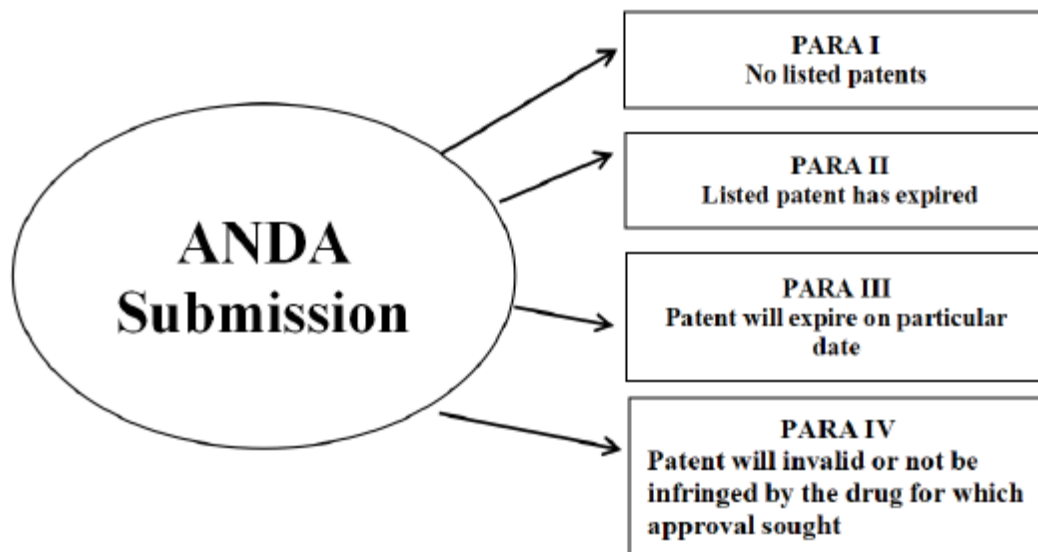 ANDA
Submission
PARA I
No listed patents
PARA II
Listed patent has expired
PARA III
Patent will expire on particular
date
PARA IV
Patent will invalid or not be
infringed by the drug for which
approval sought